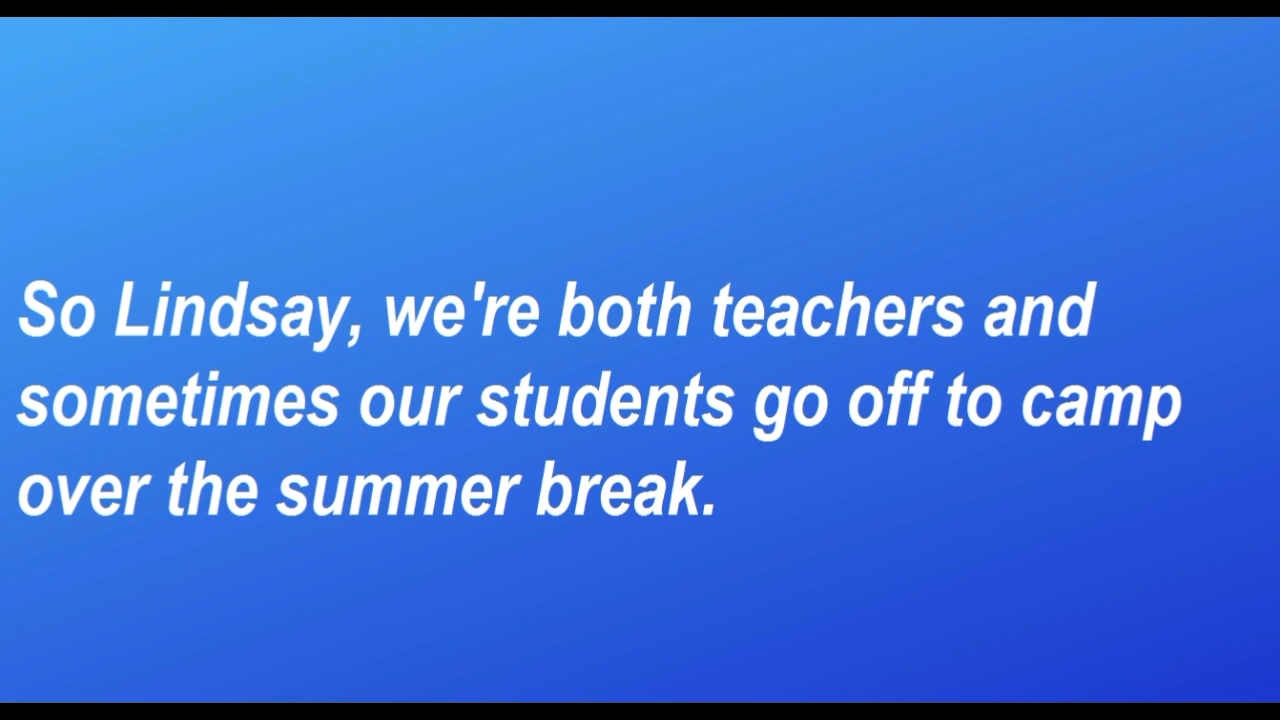 So Lindsay, we're both teachers and
sometimes our students go off to camp
over the summer break.